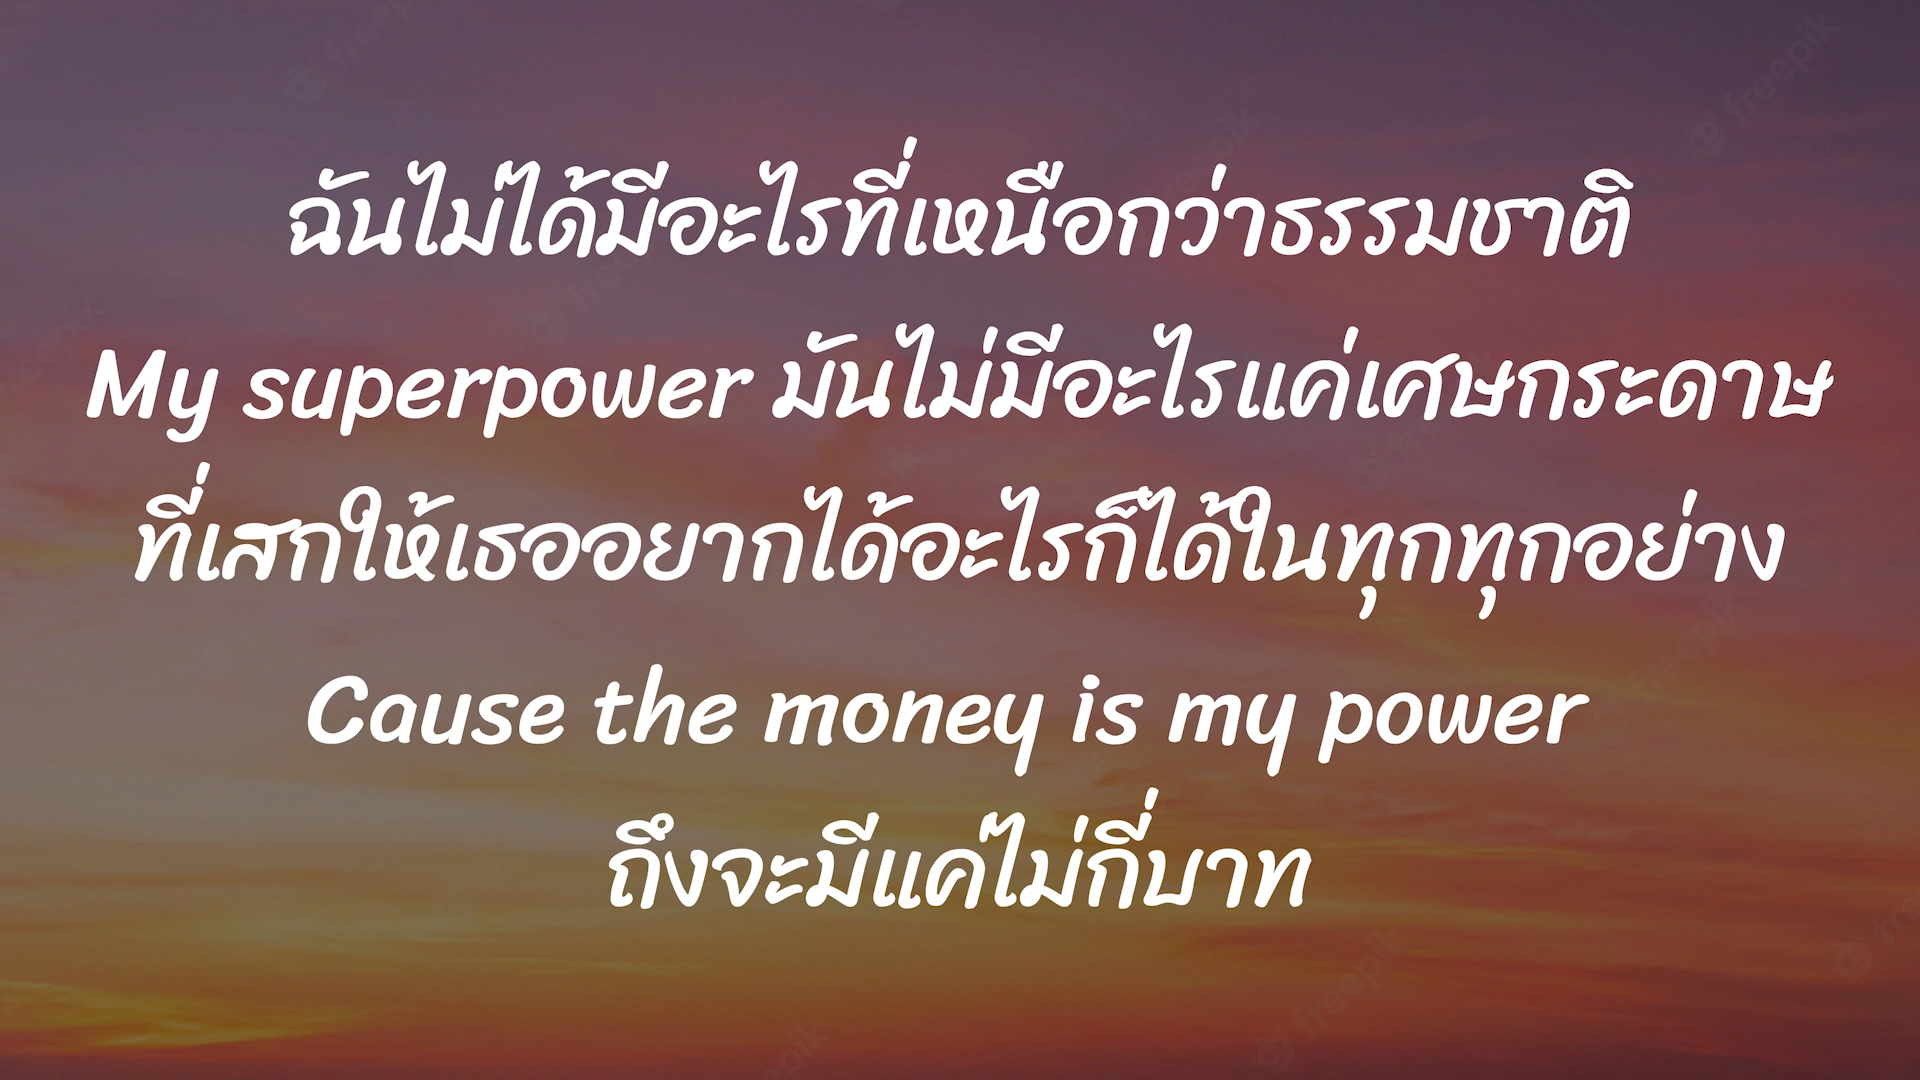 ฉันไม่ได้มีอะไรที่เหนือกว่าธรรมชาติ
My superpower มันไม่มีอะไรแค่เศษกระดาษ
ที่เสกให้เธออยากได้อะไรก็ได้ในทุกทุกอย่าง
Cause the money is my power
ถึงจะมีแค่ไม่กี่บาท